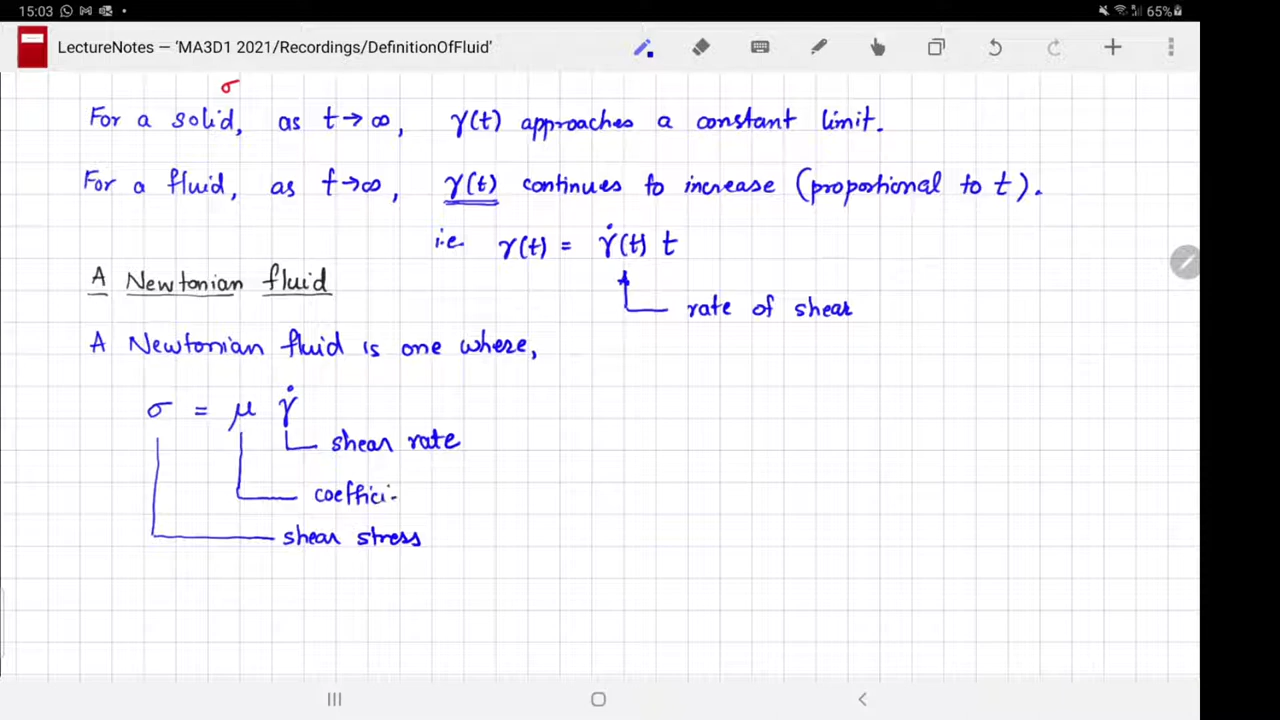 15:03 65%
LectureNotes — ‘MA3D1 2021/Recordings/DefinitionOfFluid’
σ
For a solid, as t→∞, γ(t) approaches a constant limit.
For a fluid, as t→∞, γ(t) continues to increase (proportional to t).
i.e γ(t) = γ̇(t) t
A Newtonian fluid
rate of shear
A Newtonian fluid is one where,
σ = μ γ̇
shear rate
coeffici
shear stress